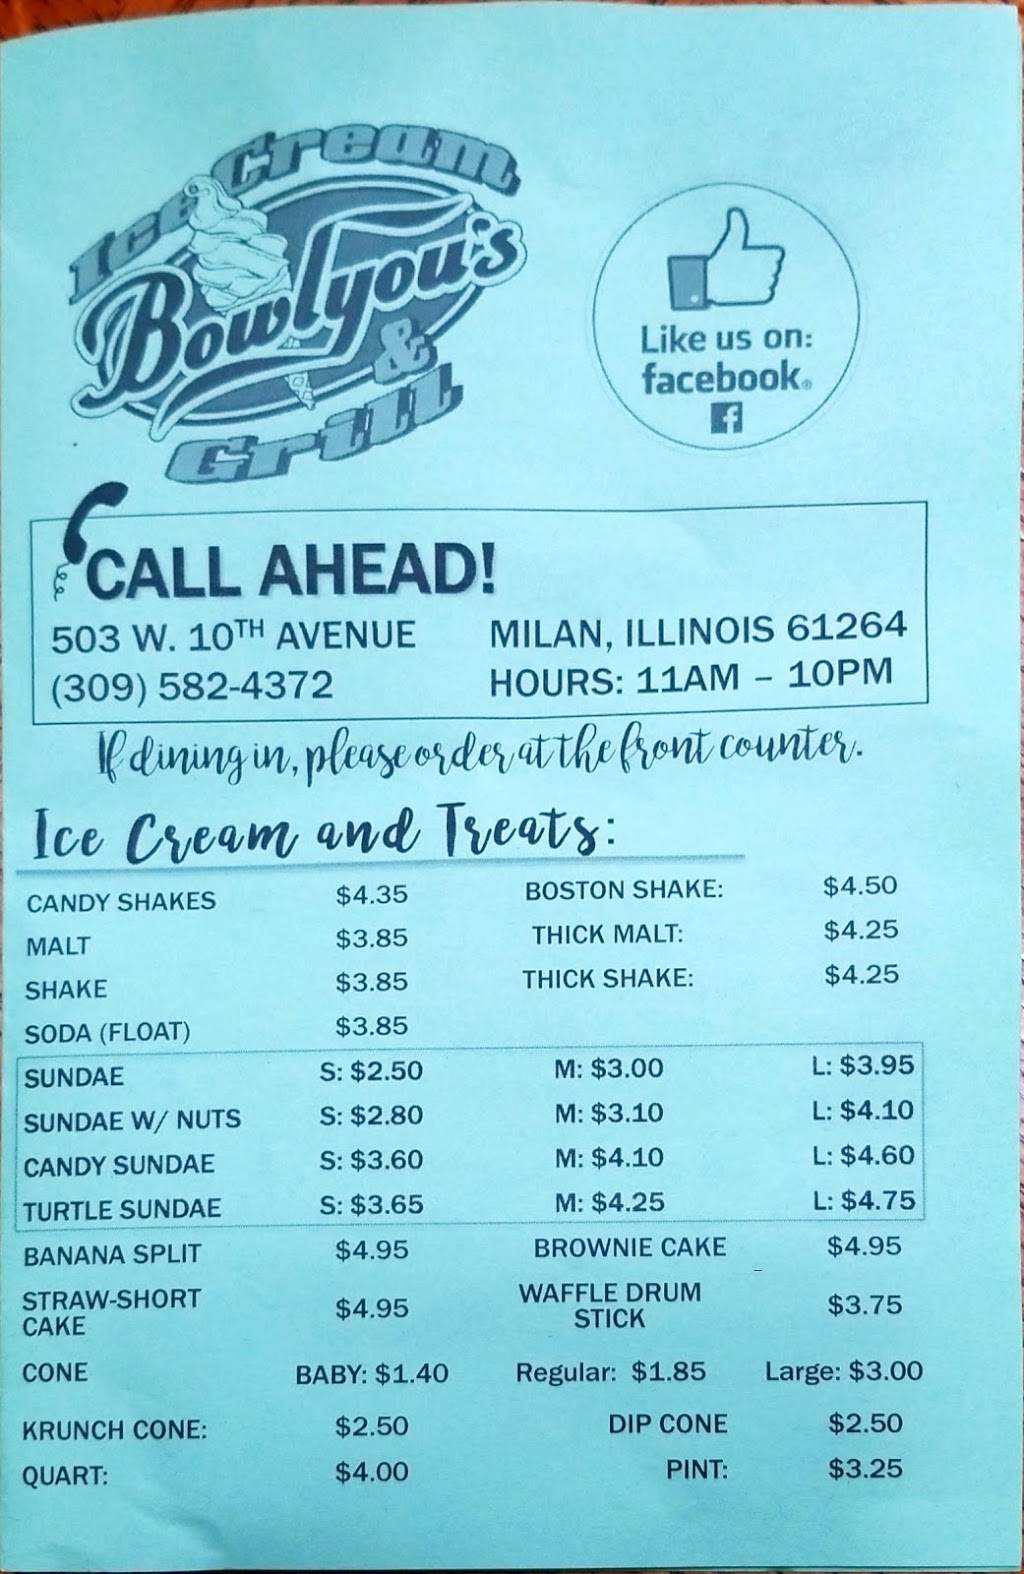 Ice Cream
Bowlyou's
&
Grill
Like us on:
facebook®
f
CALL AHEAD!
503 W. 10TH AVENUE MILAN, ILLINOIS 61264
(309) 582-4372 HOURS: 11AM – 10PM
If dining in, please order at the front counter.
Ice Cream and Treats:
CANDY SHAKES $4.35 BOSTON SHAKE: $4.50
MALT $3.85 THICK MALT: $4.25
SHAKE $3.85 THICK SHAKE: $4.25
SODA (FLOAT) $3.85
SUNDAE S: $2.50 M: $3.00 L: $3.95
SUNDAE W/ NUTS S: $2.80 M: $3.10 L: $4.10
CANDY SUNDAE S: $3.60 M: $4.10 L: $4.60
TURTLE SUNDAE S: $3.65 M: $4.25 L: $4.75
BANANA SPLIT $4.95 BROWNIE CAKE $4.95
STRAW-SHORT
CAKE $4.95 WAFFLE DRUM
STICK $3.75
CONE BABY: $1.40 Regular: $1.85 Large: $3.00
KRUNCH CONE: $2.50 DIP CONE $2.50
QUART: $4.00 PINT: $3.25